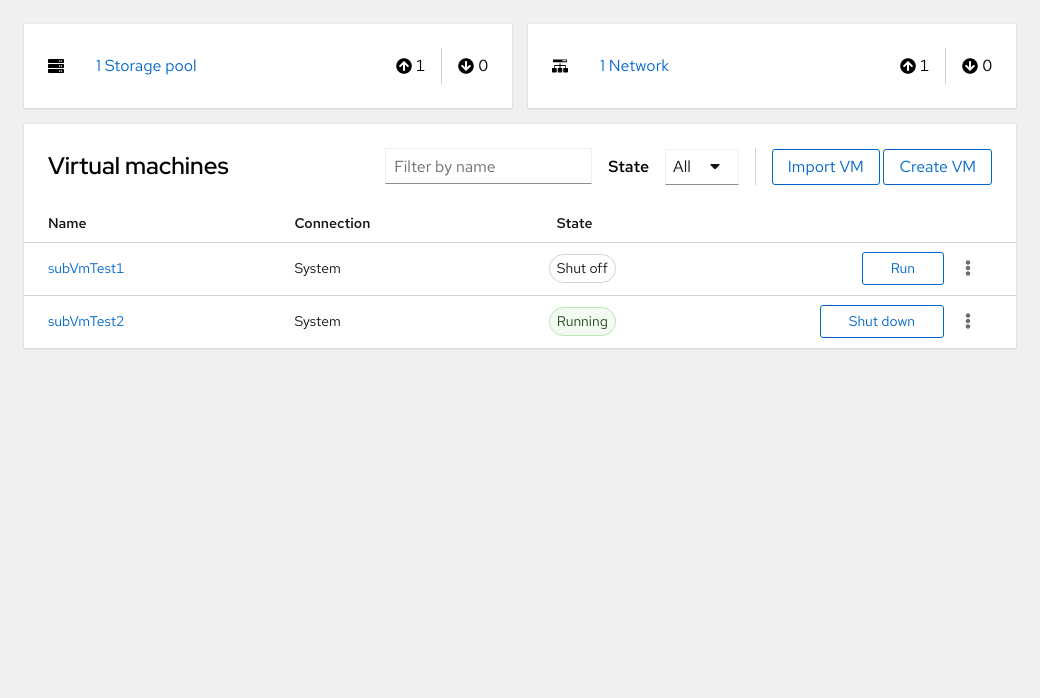 1 Storage pool 1 0
1 Network 1 0
Virtual machines Filter by name State All Import VM Create VM
Name Connection State
subVmTest1 System Shut off Run
subVmTest2 System Running Shut down